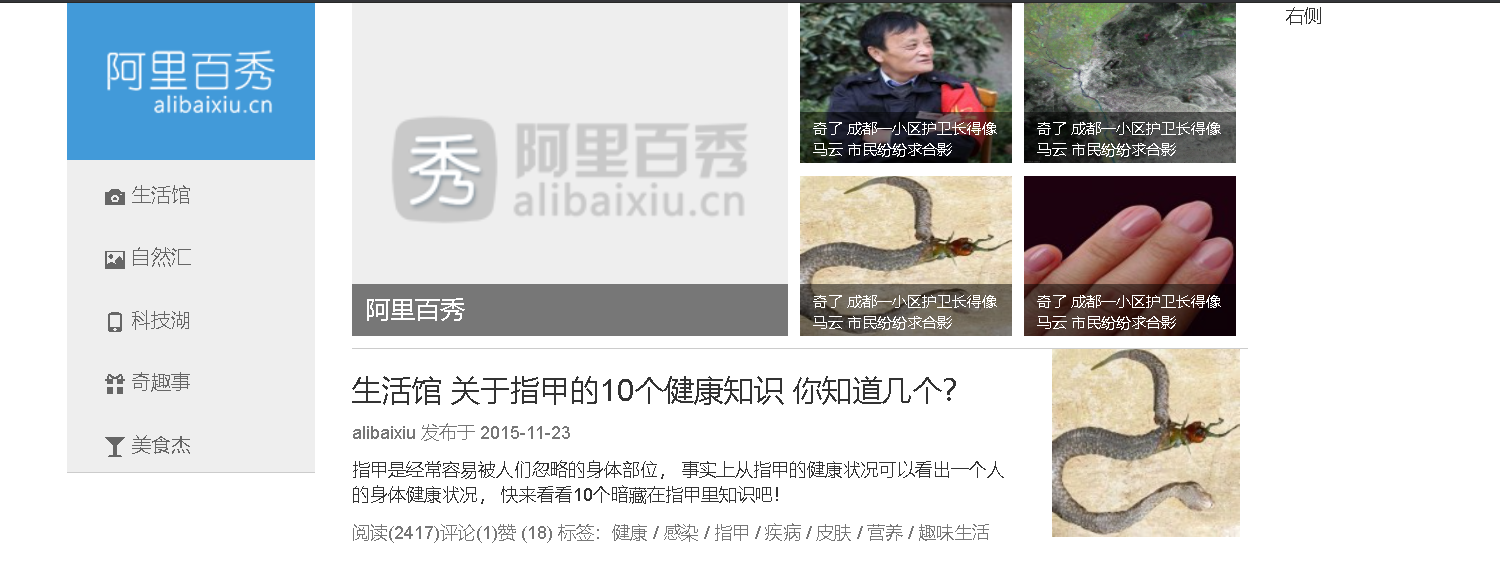 阿里百秀
alibaixiu.cn
生活馆
自然汇
科技湖
奇趣事
美食杰
秀 阿里百秀
alibaixiu.cn
阿里百秀
奇了 成都一小区护卫长得像
马云 市民纷纷求合影
奇了 成都一小区护卫长得像
马云 市民纷纷求合影
奇了 成都一小区护卫长得像
马云 市民纷纷求合影
奇了 成都一小区护卫长得像
马云 市民纷纷求合影
生活馆 关于指甲的10个健康知识 你知道几个？
alibaixiu 发布于 2015-11-23
指甲是经常容易被人们忽略的身体部位， 事实上从指甲的健康状况可以看出一个人
的身体健康状况， 快来看看10个暗藏在指甲里知识吧！
阅读(2417)评论(1)赞 (18) 标签：健康 / 感染 / 指甲 / 疾病 / 皮肤 / 营养 / 趣味生活
右侧